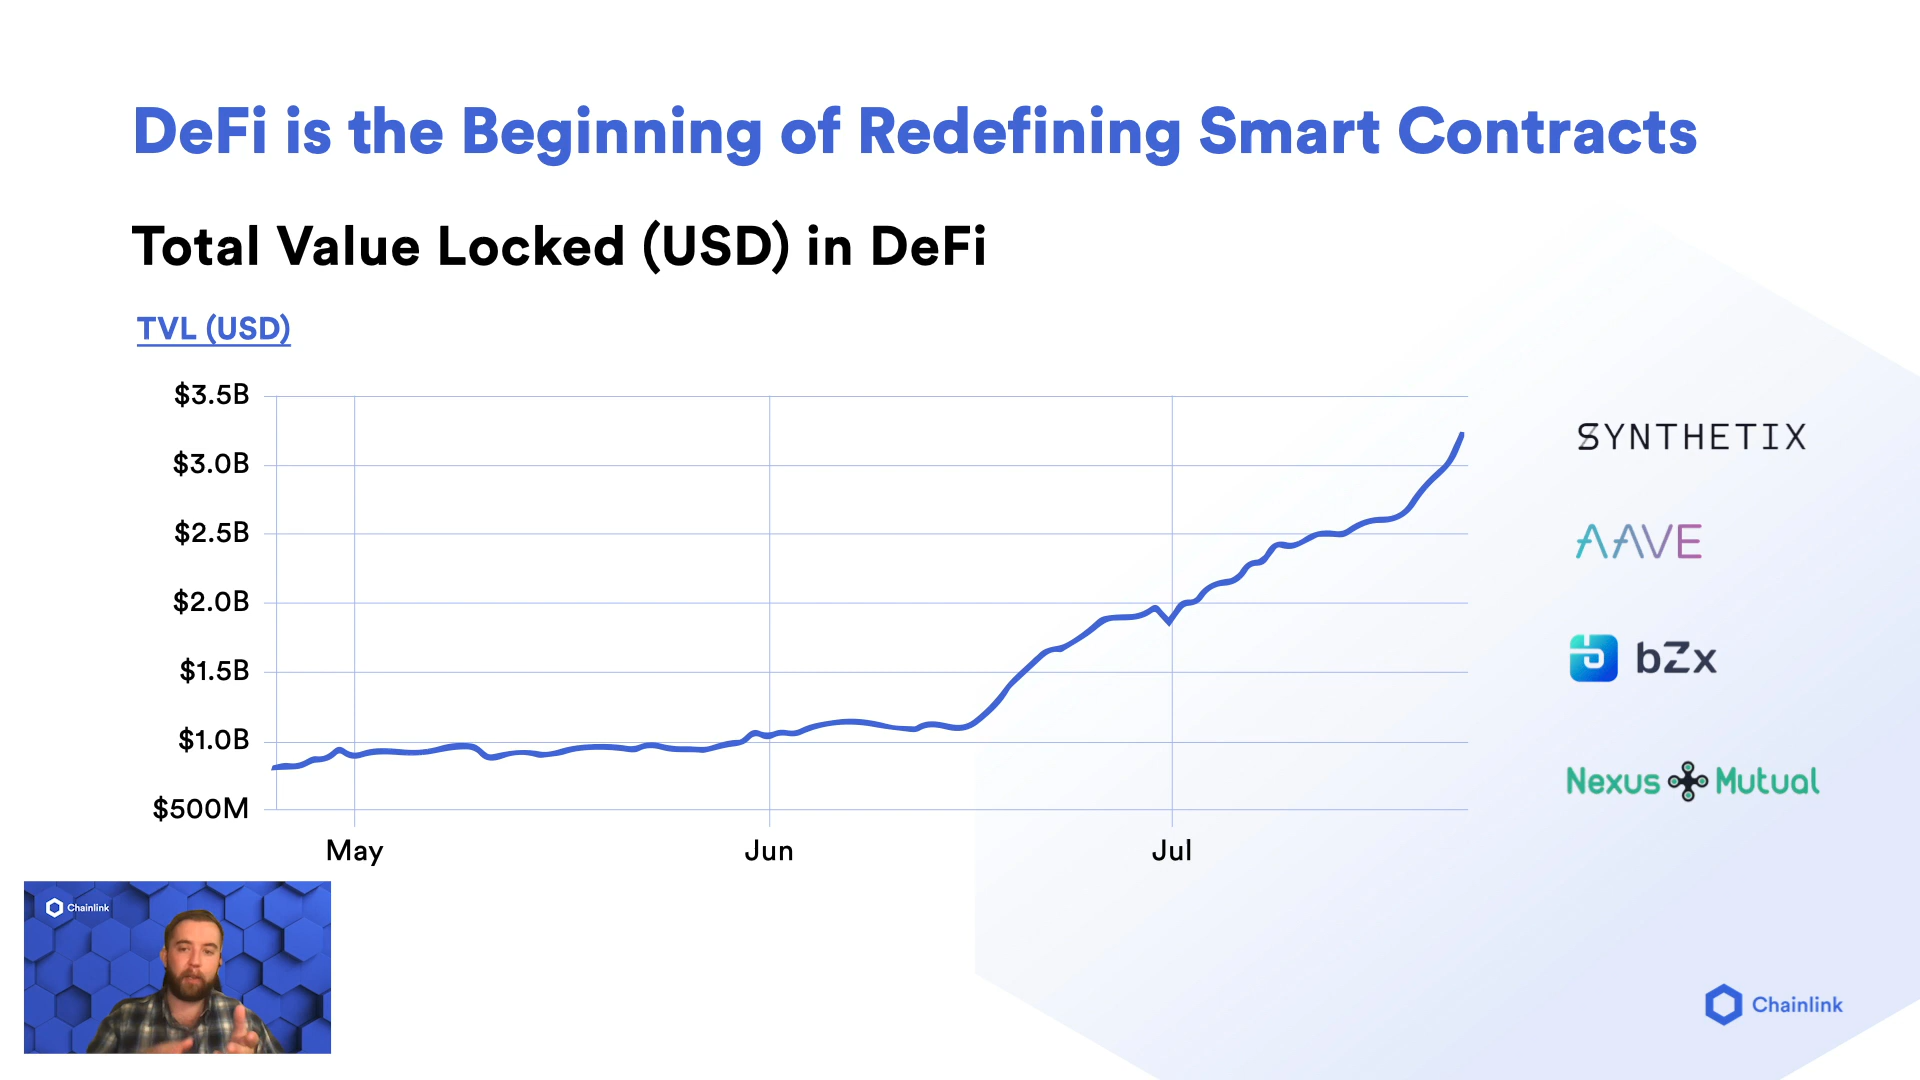 DeFi is the Beginning of Redefining Smart Contracts
Total Value Locked (USD) in DeFi
TVL (USD)
$3.5B
$3.0B
$2.5B
$2.0B
$1.5B
$1.0B
$500M
May
Jun
Jul
SYNTHETIX
AAVE
bZx
Nexus Mutual
Chainlink
Chainlink